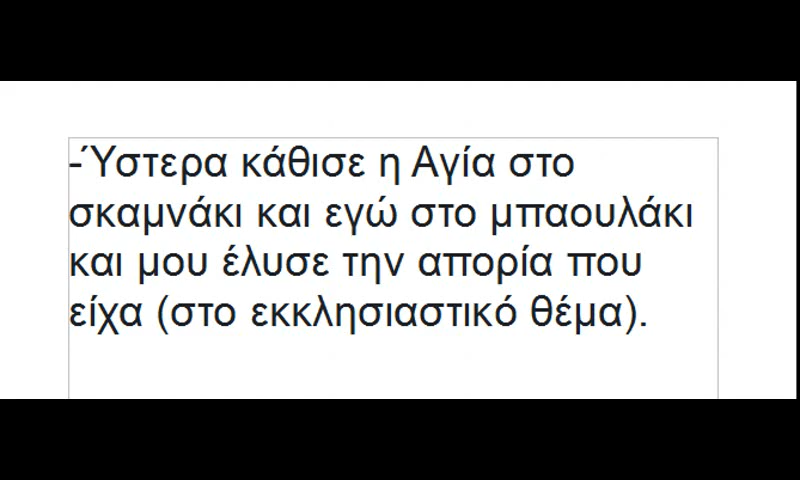 -Ύστερα κάθισε η Αγία στο
σκαμνάκι και εγώ στο μπαουλάκι
και μου έλυσε την απορία που
είχα (στο εκκλησιαστικό θέμα).